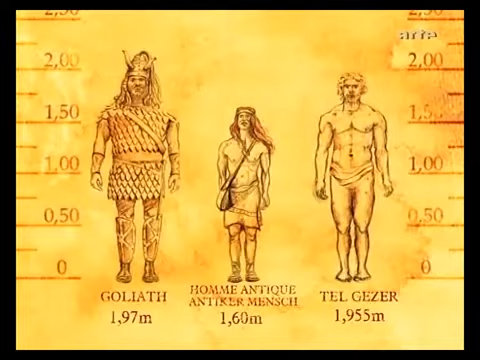 2,50
2,50
arte
2,00
2,00
1,50
1,50
1,00
1,00
0,50
0,50
0
0
GOLIATH
1,97m
HOMME ANTIQUE
ANTIKER MENSCH
1,60m
TEL GEZER
1,955m